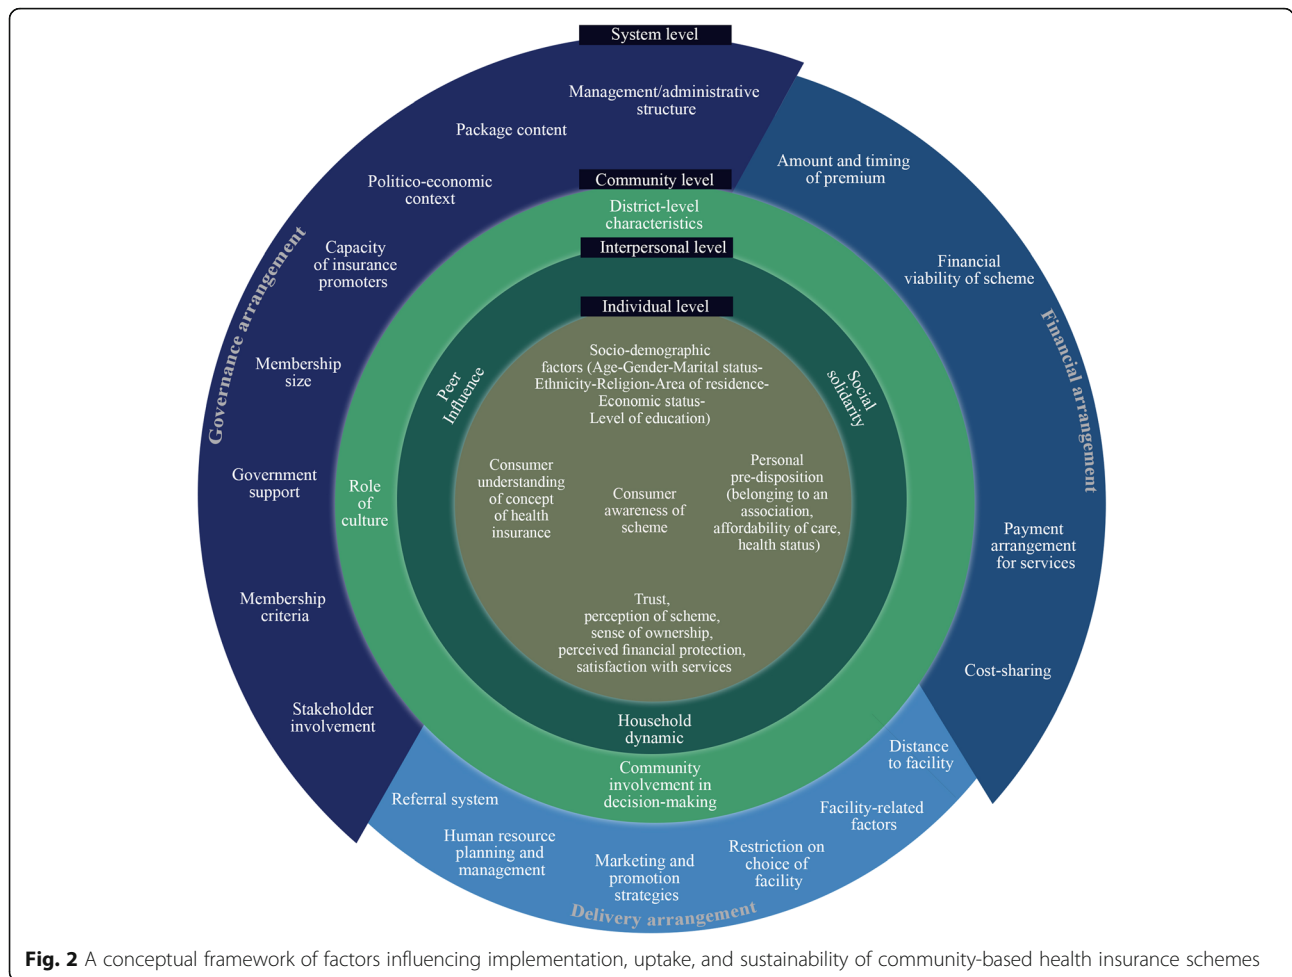 System level
Management/administrative
structure
Package content
Politico-economic
context
Capacity
of insurance
promoters
Governance arrangement
Membership
size
Government
support
Membership
criteria
Stakeholder
involvement
Amount and timing
of premium
Financial
viability of scheme
Financial arrangement
Payment
arrangement
for services
Cost-sharing
Distance
to facility
Facility-related
factors
Restriction on
choice of
facility
Marketing and
promotion
strategies
Human resource
planning and
management
Referral system
Delivery arrangement
Community level
District-level
characteristics
Role
of
culture
Community
involvement in
decision-making
Interpersonal level
Peer
Influence
Social
solidarity
Household
dynamic
Individual level
Socio-demographic
factors (Age-Gender-Marital status-
Ethnicity-Religion-Area of residence-
Economic status-
Level of education)
Consumer
understanding
of concept
of health
insurance
Consumer
awareness of
scheme
Personal
pre-disposition
(belonging to an
association,
affordability of care,
health status)
Trust,
perception of scheme,
sense of ownership,
perceived financial protection,
satisfaction with services
Fig. 2 A conceptual framework of factors influencing implementation, uptake, and sustainability of community-based health insurance schemes